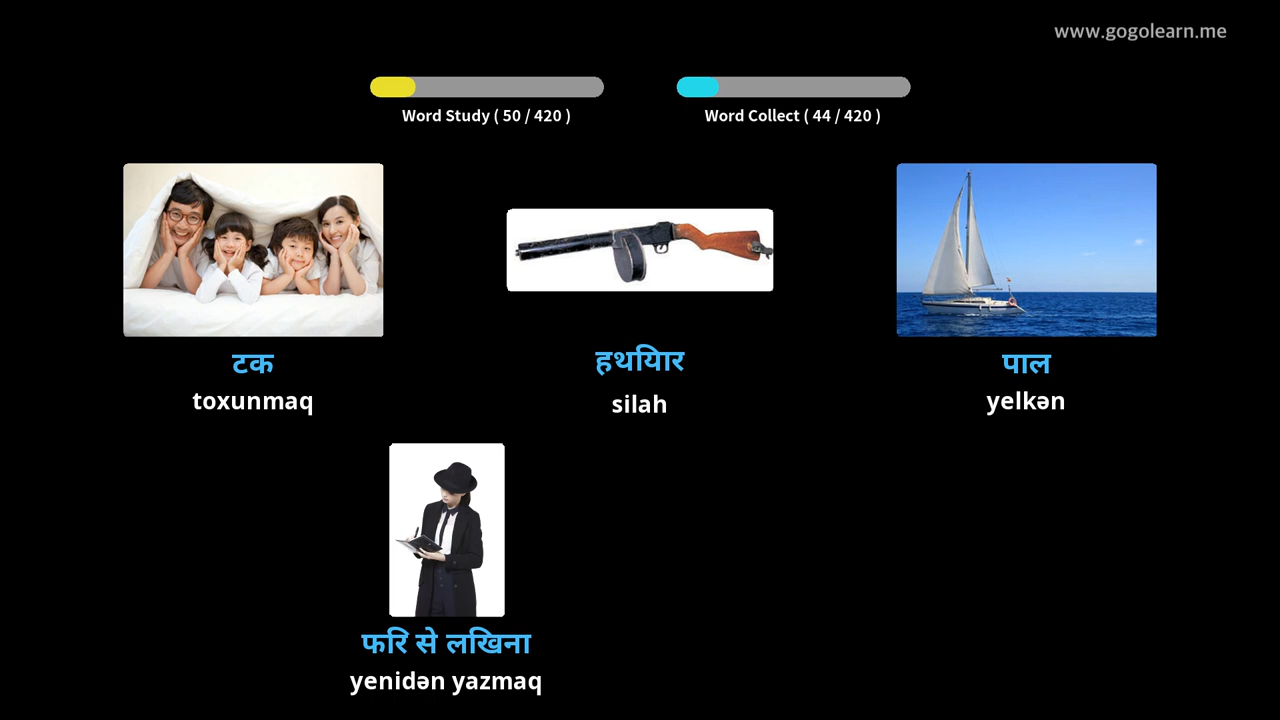 www.gogolearn.me
Word Study ( 50 / 420 )
Word Collect ( 44 / 420 )
टक
हथयिार
पाल
toxunmaq
silah
yelkən
फरि से लखिना
yenidən yazmaq